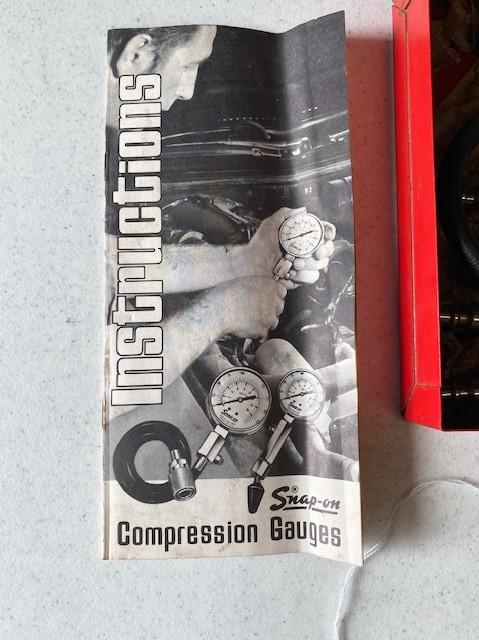 Instructions
Snap-on
Compression Gauges